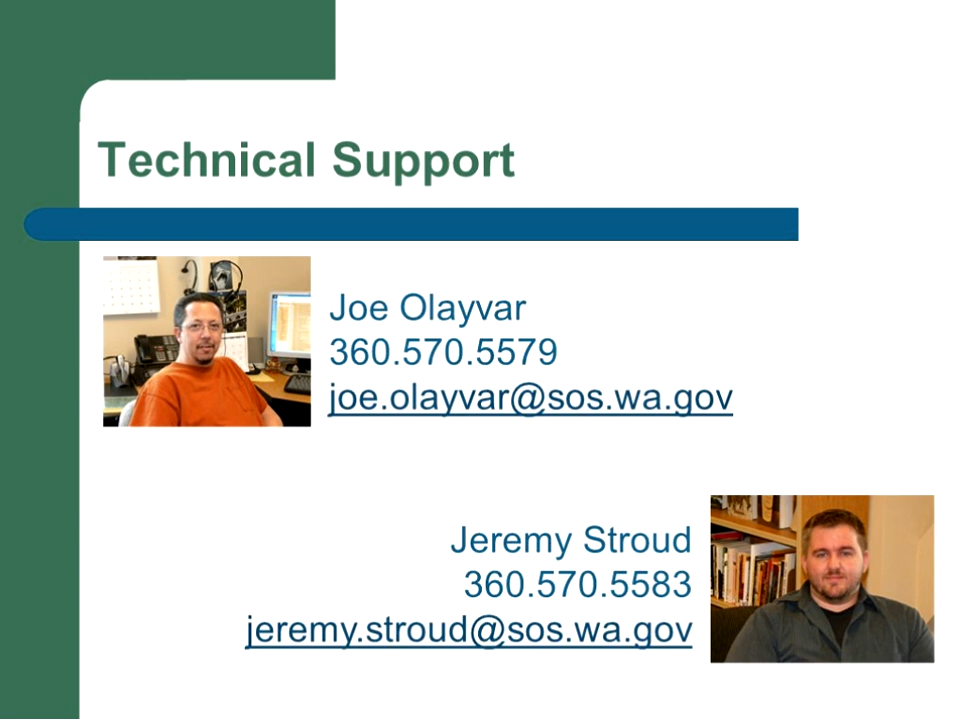 Technical Support
Joe Olayvar
360.570.5579
joe.olayvar@sos.wa.gov
Jeremy Stroud
360.570.5583
jeremy.stroud@sos.wa.gov